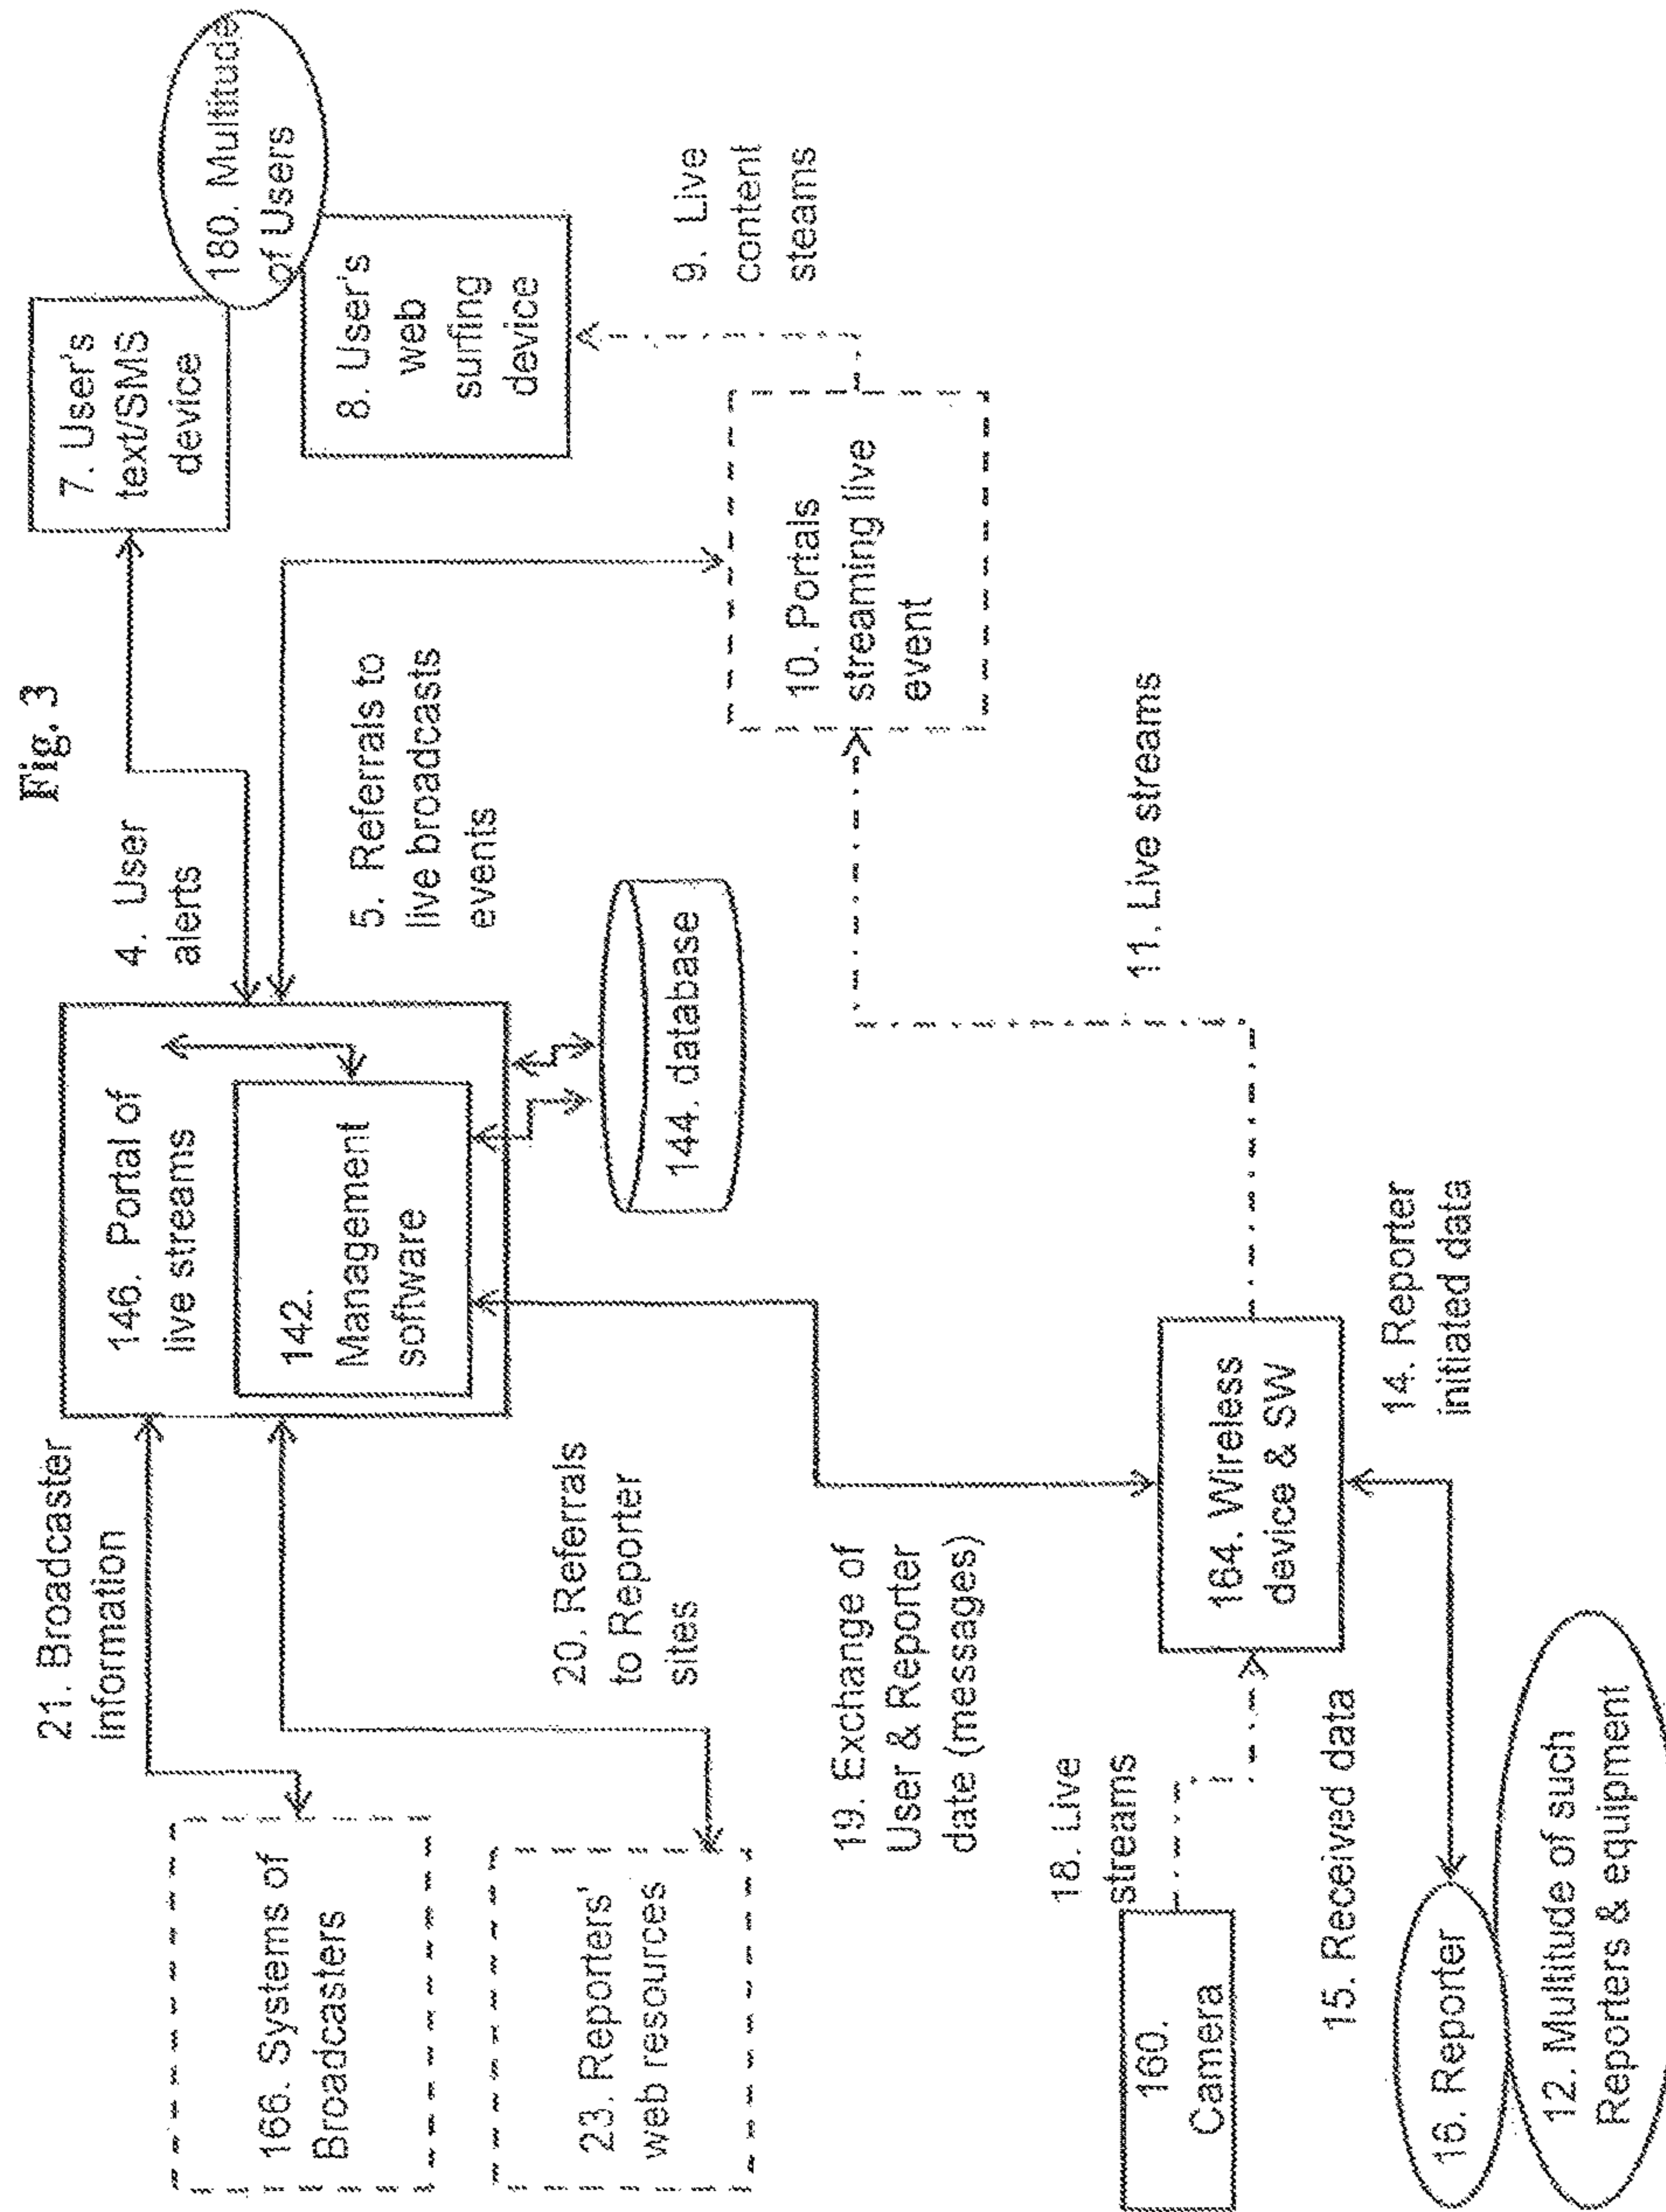 Fig. 3
21. Broadcaster
information
146. Portal of
live streams
142.
Management
software
4. User
alerts
7. User's
text/SMS
device
180. Multitude
of Users
8. User's
web
surfing
device
5. Referrals to
live broadcasts
events
144. database
166. Systems of
Broadcasters
23. Reporters'
web resources
20. Referrals
to Reporter
sites
10. Portals
streaming live
event
9. Live
content
steams
19. Exchange of
User & Reporter
date (messages)
18. Live
streams
160.
Camera
164. Wireless
device & SW
11. Live streams
15. Received data
14. Reporter
initiated data
16. Reporter
12. Multitude of such
Reporters & equipment